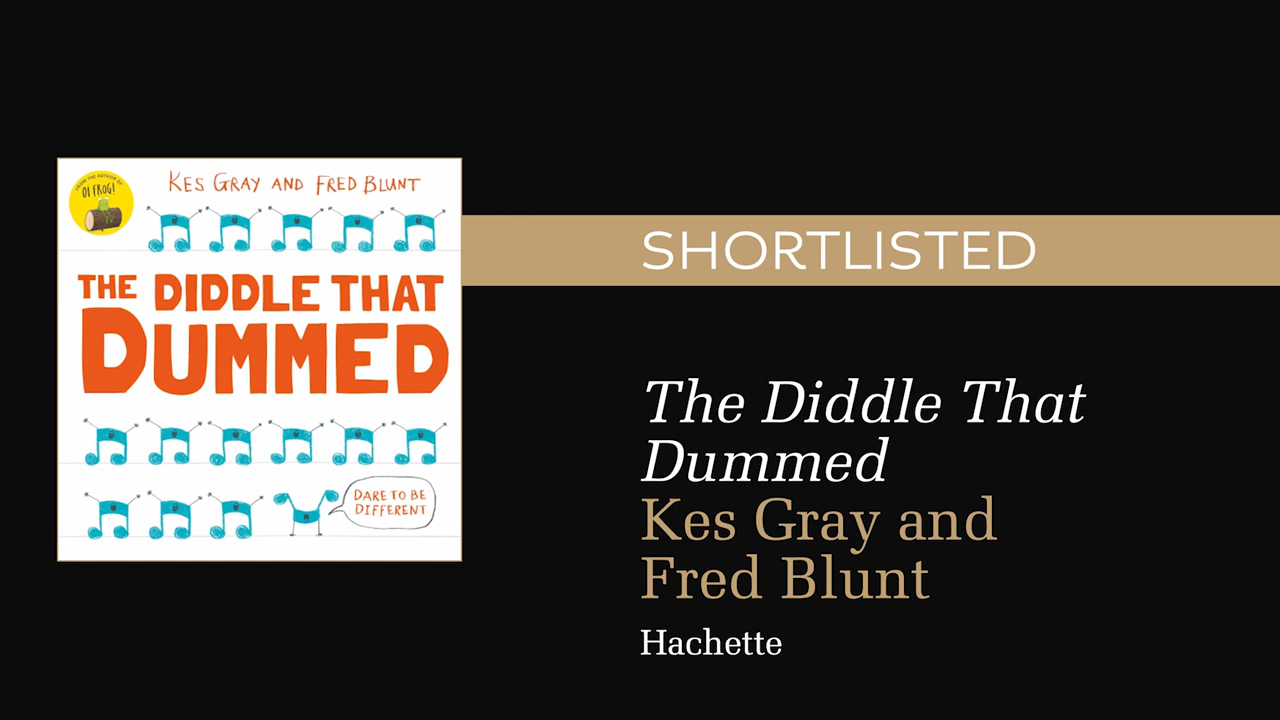 FROM THE AUTHOR OF
OI FROG!
KES GRAY AND FRED BLUNT
THE DIDDLE THAT
DUMMED
DARE TO BE
DIFFERENT
SHORTLISTED
The Diddle That
Dummed
Kes Gray and
Fred Blunt
Hachette